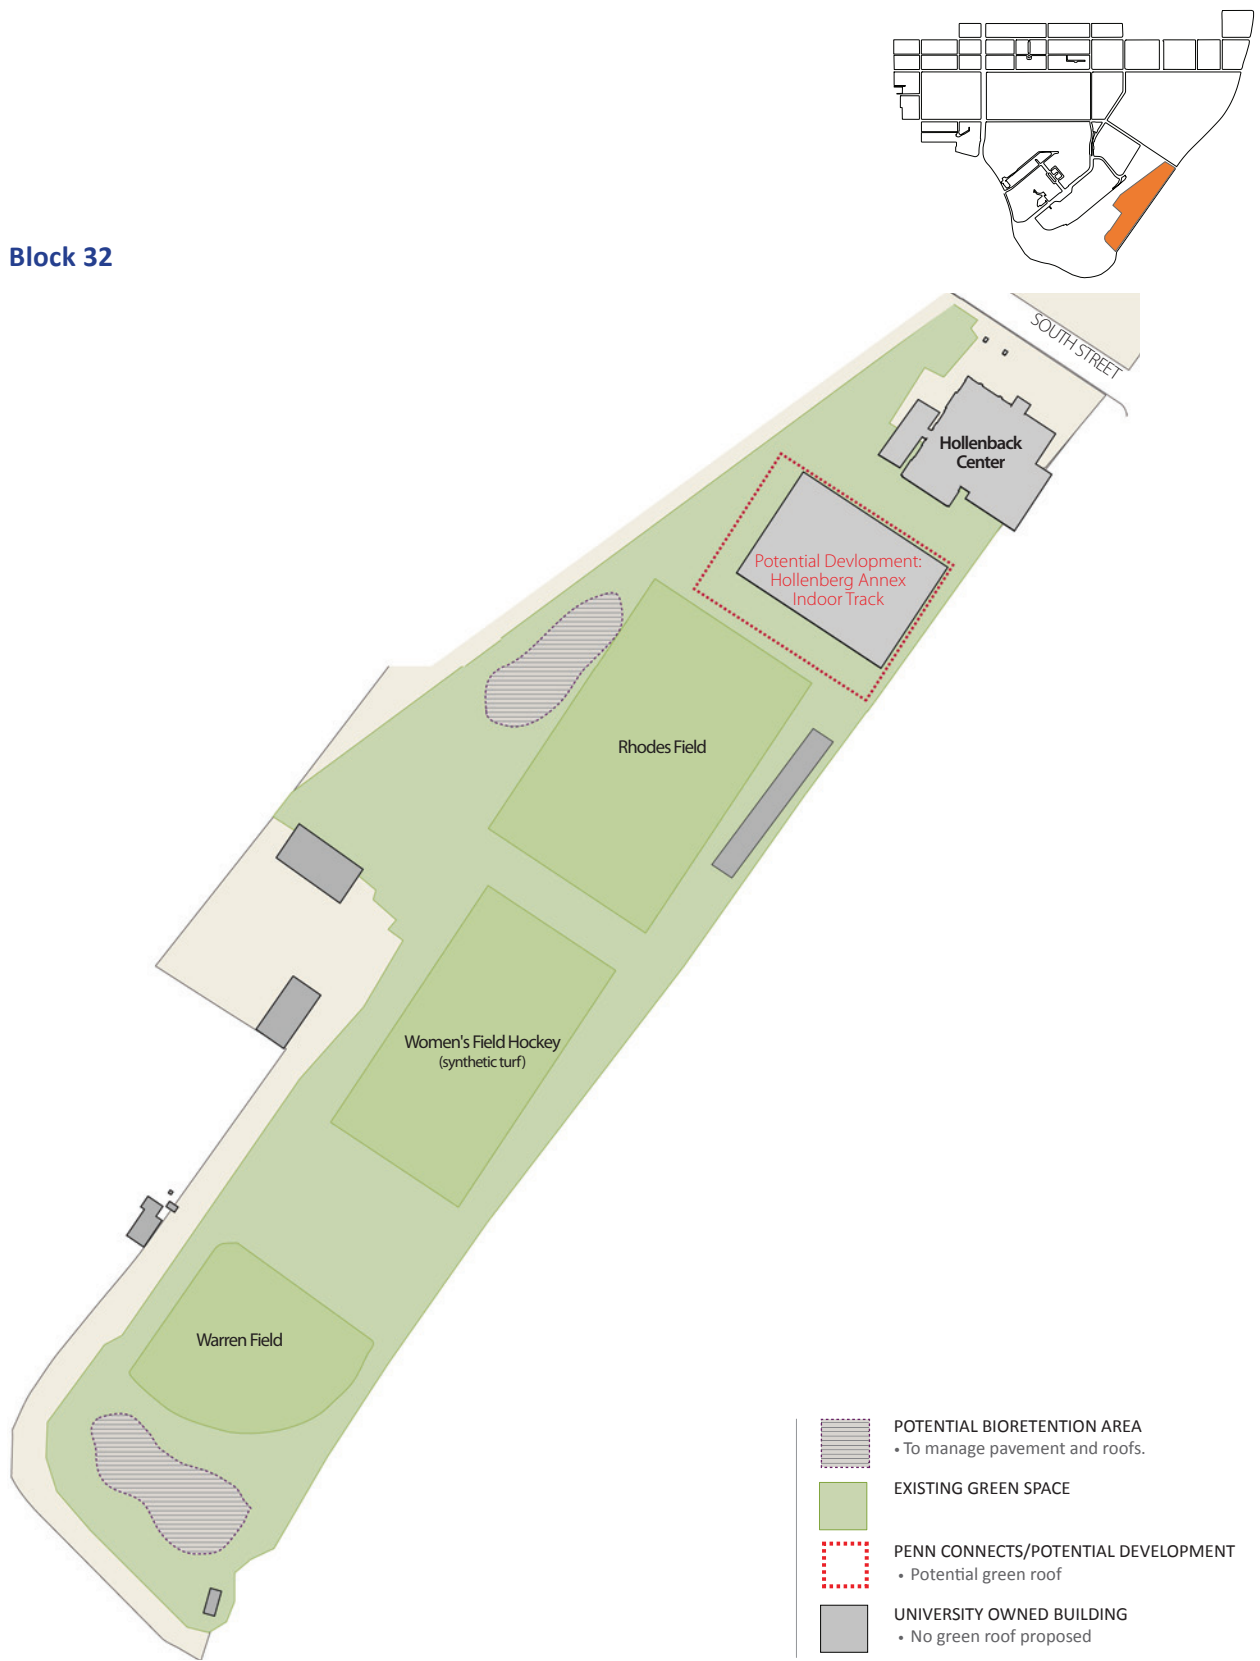 Block 32
SOUTH STREET
Hollenback
Center
Potential Devlopment:
Hollenberg Annex
Indoor Track
Rhodes Field
Women's Field Hockey
(synthetic turf)
Warren Field
POTENTIAL BIORETENTION AREA
• To manage pavement and roofs.
EXISTING GREEN SPACE
PENN CONNECTS/POTENTIAL DEVELOPMENT
• Potential green roof
UNIVERSITY OWNED BUILDING
• No green roof proposed